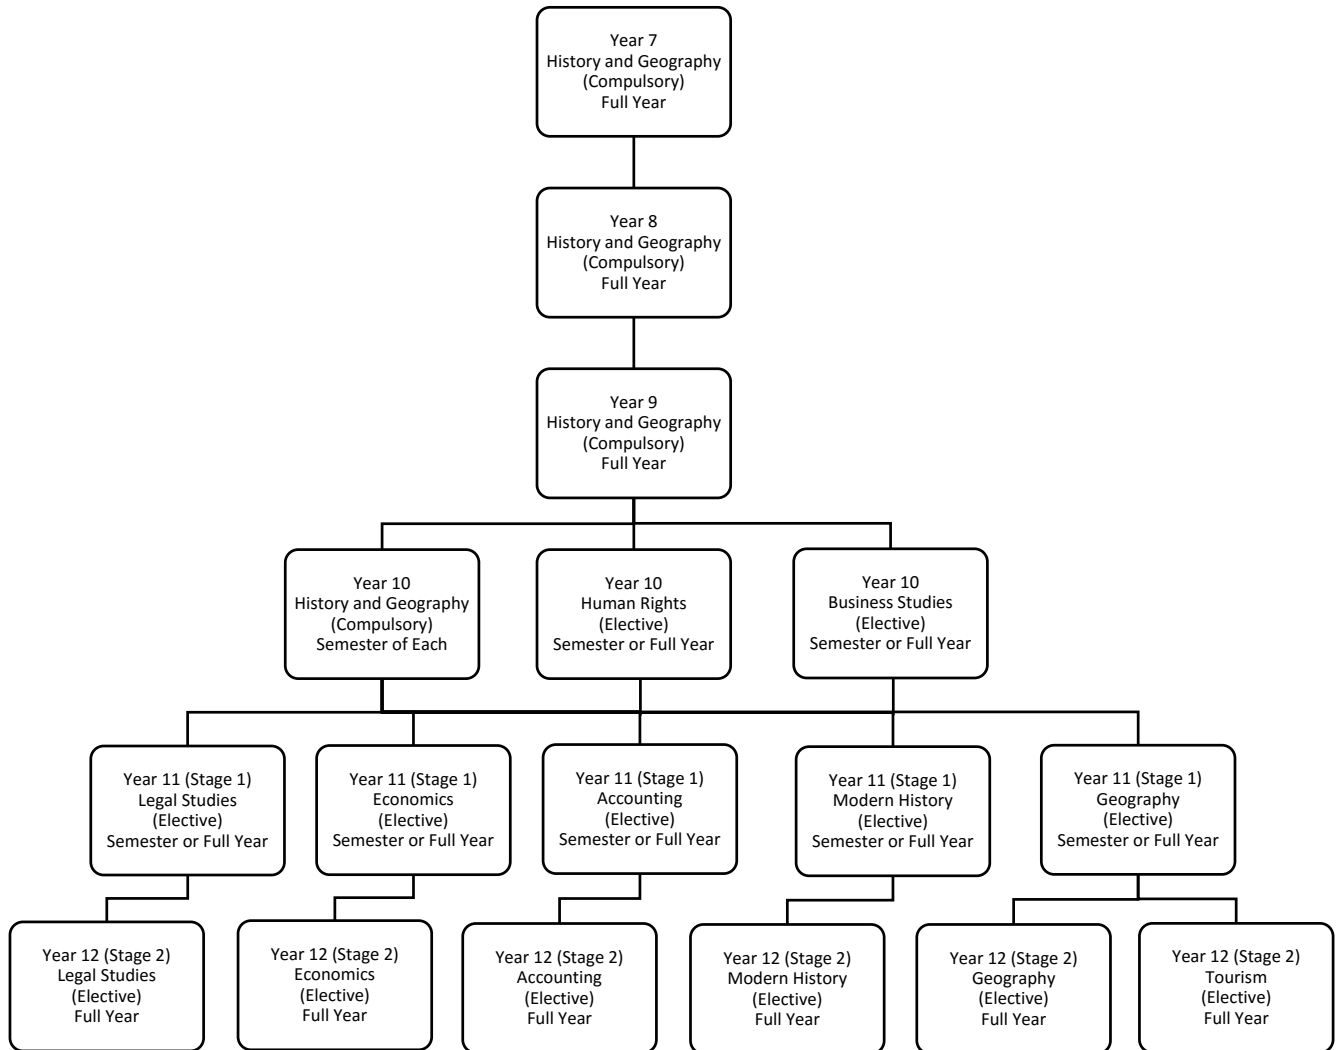 Year 7
History and Geography
(Compulsory)
Full Year
Year 8
History and Geography
(Compulsory)
Full Year
Year 9
History and Geography
(Compulsory)
Full Year
Year 10
History and Geography
(Compulsory)
Semester of Each
Year 10
Human Rights
(Elective)
Semester or Full Year
Year 10
Business Studies
(Elective)
Semester or Full Year
Year 11 (Stage 1)
Legal Studies
(Elective)
Semester or Full Year
Year 11 (Stage 1)
Economics
(Elective)
Semester or Full Year
Year 11 (Stage 1)
Accounting
(Elective)
Semester or Full Year
Year 11 (Stage 1)
Modern History
(Elective)
Semester or Full Year
Year 11 (Stage 1)
Geography
(Elective)
Semester or Full Year
Year 12 (Stage 2)
Legal Studies
(Elective)
Full Year
Year 12 (Stage 2)
Economics
(Elective)
Full Year
Year 12 (Stage 2)
Accounting
(Elective)
Full Year
Year 12 (Stage 2)
Modern History
(Elective)
Full Year
Year 12 (Stage 2)
Geography
(Elective)
Full Year
Year 12 (Stage 2)
Tourism
(Elective)
Full Year